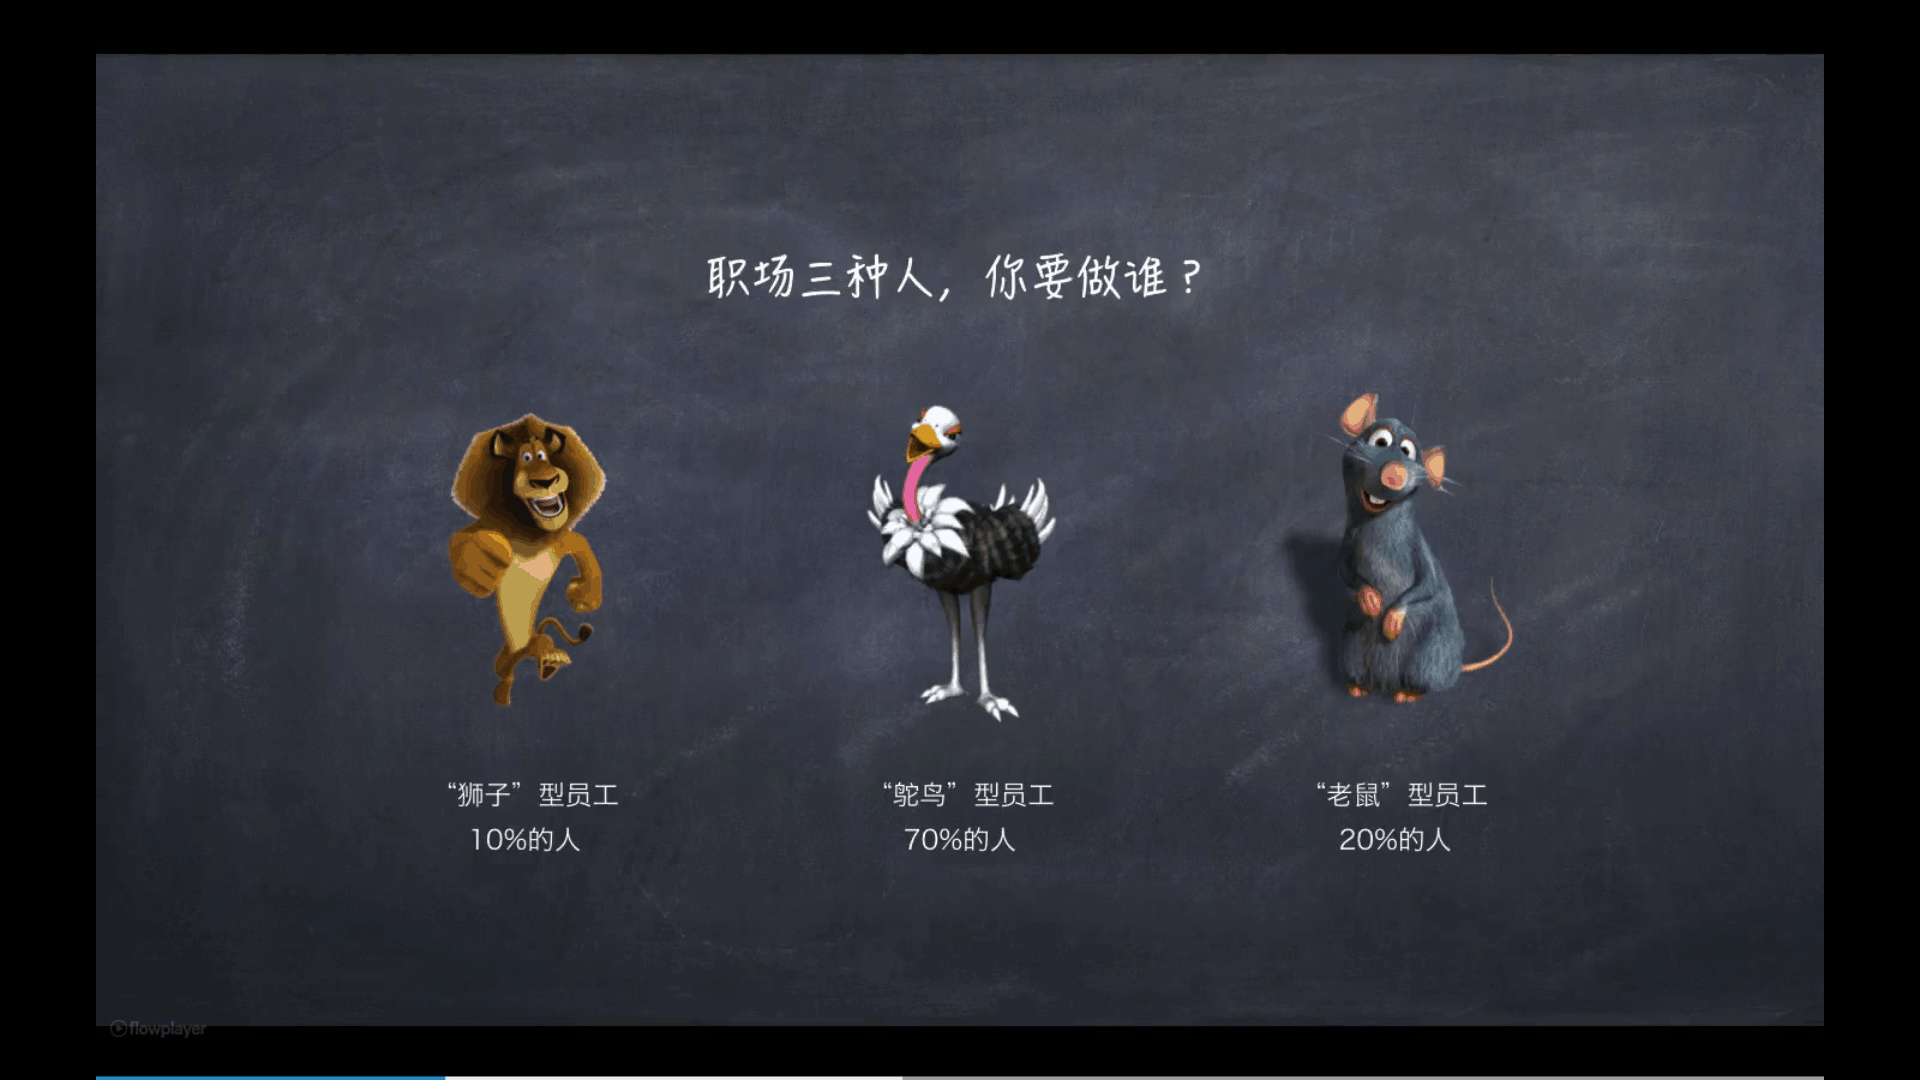 职场三种人，你要做谁？
“狮子”型员工
10%的人
“鸵鸟”型员工
70%的人
“老鼠”型员工
20%的人
flowplayer